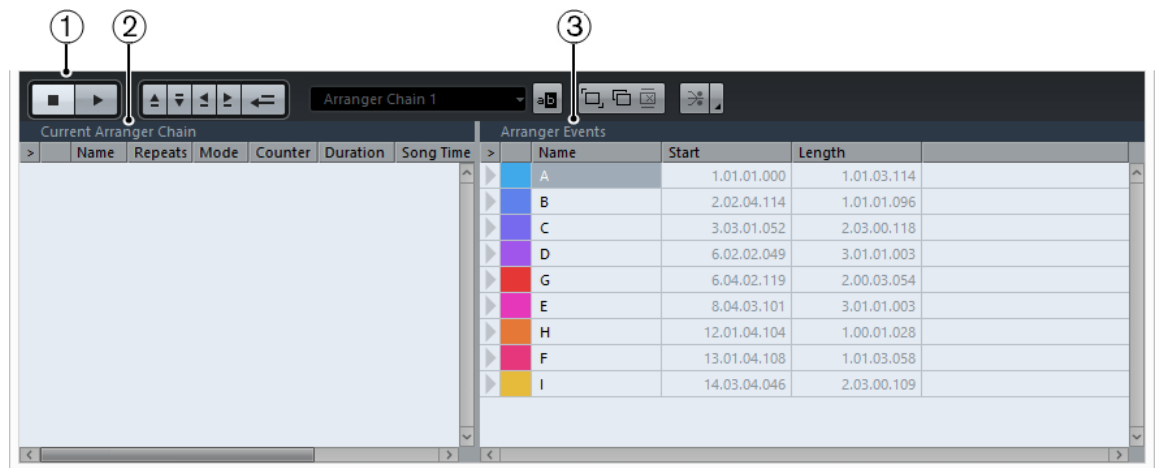 1 2 3
Arranger Chain 1 ab
Current Arranger Chain
> Name Repeats Mode Counter Duration Song Time
Arranger Events
> Name Start Length
A 1.01.01.000 1.01.03.114
B 2.02.04.114 1.01.01.096
C 3.03.01.052 2.03.00.118
D 6.02.02.049 3.01.01.003
G 6.04.02.119 2.00.03.054
E 8.04.03.101 3.01.01.003
H 12.01.04.104 1.00.01.028
F 13.01.04.108 1.01.03.058
I 14.03.04.046 2.03.00.109